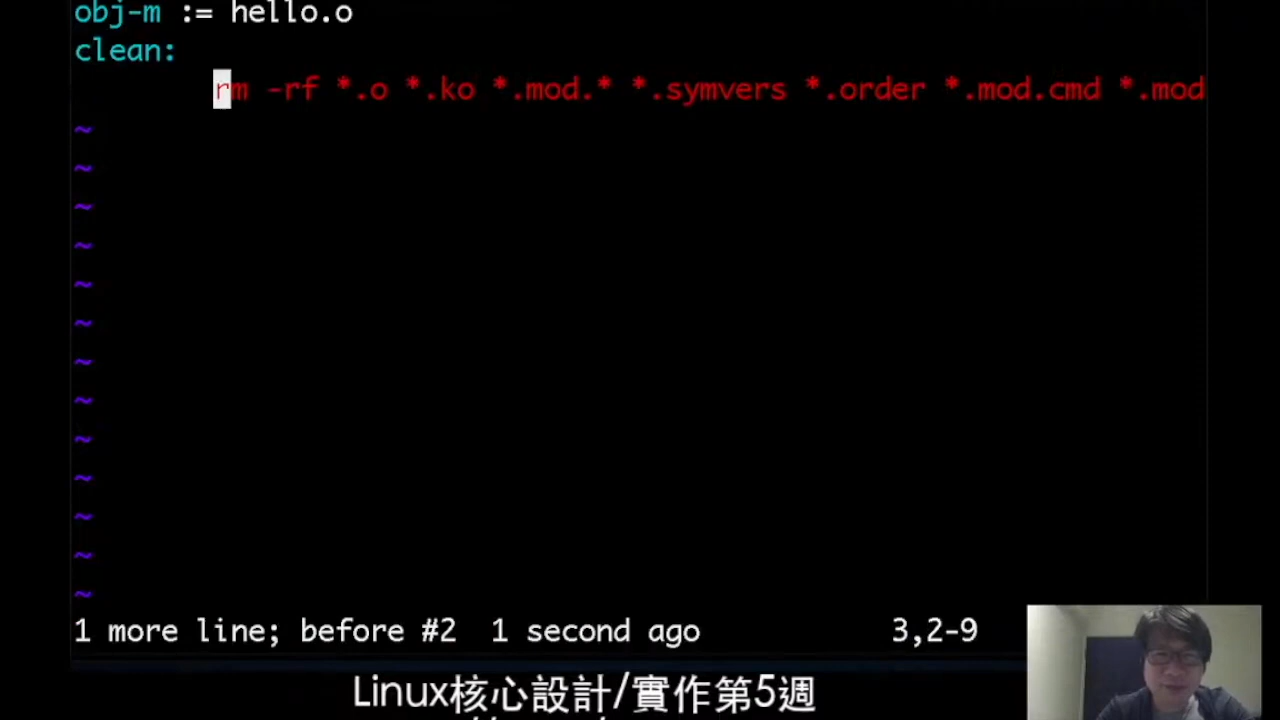 obj-m := hello.o
clean:
rm -rf *.o *.ko *.mod.* *.symvers *.order *.mod.cmd *.mod
~
~
~
~
~
~
~
~
~
~
~
~
~
1 more line; before #2 1 second ago 3,2-9
Linux核心設計/實作第5週